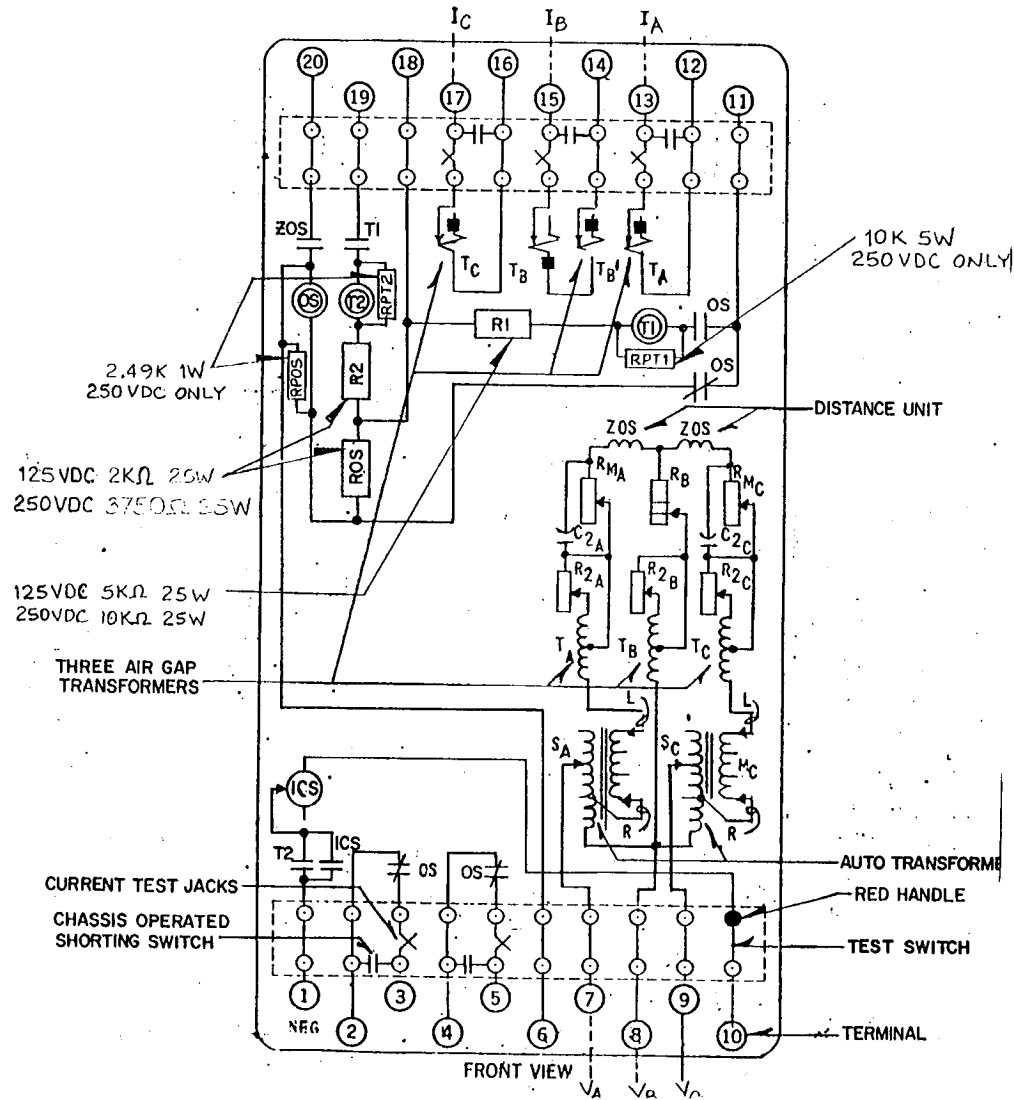 I_C I_B I_A
20 18 16 14 12
19 17 15 13 11
ZOS T1
OS T2 RPT2
T_C T_B T_B' T_A
10K 5W
250VDC ONLY
R1 T1 OS
RPT1
OS
2.49K 1W
250VDC ONLY
RPOS R2
ROS
125VDC 2KΩ 25W
250VDC 3750Ω 25W
DISTANCE UNIT
ZOS ZOS
R_MA R_B R_MC
C_2A C_2C
R_2A R_2B R_2C
125VDC 5KΩ 25W
250VDC 10KΩ 25W
T_A T_B T_C
THREE AIR GAP
TRANSFORMERS
L L
S_A S_C M_C
R R
ICS
T2 ICS
OS OS
AUTO TRANSFORME
CURRENT TEST JACKS
RED HANDLE
CHASSIS OPERATED
SHORTING SWITCH
TEST SWITCH
1 3 5 7 9
NEG
2 4 6 8 10
TERMINAL
FRONT VIEW
V_A V_B V_C